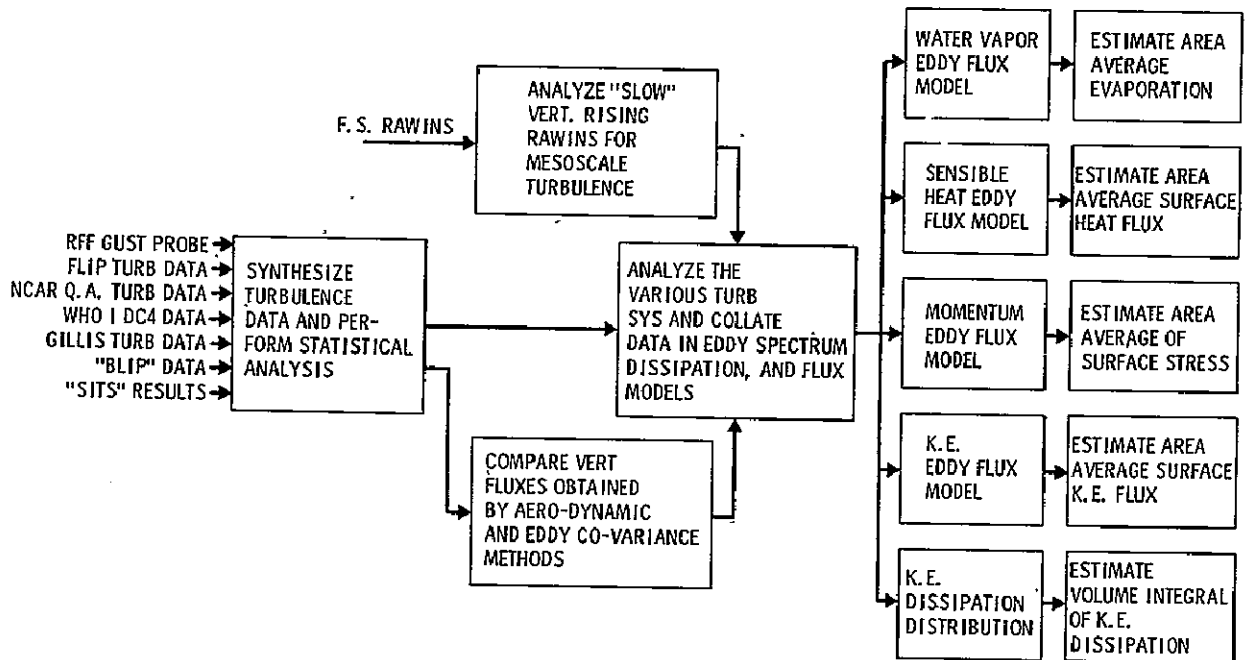 F. S. RAWINS
ANALYZE "SLOW"
VERT. RISING
RAWINS FOR
MESOSCALE
TURBULENCE
RFF GUST PROBE
FLIP TURB DATA
NCAR Q.A. TURB DATA
WHO I DC4 DATA
GILLIS TURB DATA
"BLIP" DATA
"SITS" RESULTS
SYNTHESIZE
TURBULENCE
DATA AND PER-
FORM STATISTICAL
ANALYSIS
COMPARE VERT
FLUXES OBTAINED
BY AERO-DYNAMIC
AND EDDY CO-VARIANCE
METHODS
ANALYZE THE
VARIOUS TURB
SYS AND COLLATE
DATA IN EDDY SPECTRUM
DISSIPATION, AND FLUX
MODELS
WATER VAPOR
EDDY FLUX
MODEL
ESTIMATE AREA
AVERAGE
EVAPORATION
SENSIBLE
HEAT EDDY
FLUX MODEL
ESTIMATE AREA
AVERAGE SURFACE
HEAT FLUX
MOMENTUM
EDDY FLUX
MODEL
ESTIMATE AREA
AVERAGE OF
SURFACE STRESS
K.E.
EDDY FLUX
MODEL
ESTIMATE AREA
AVERAGE SURFACE
K.E. FLUX
K.E.
DISSIPATION
DISTRIBUTION
ESTIMATE
VOLUME INTEGRAL
OF K.E.
DISSIPATION